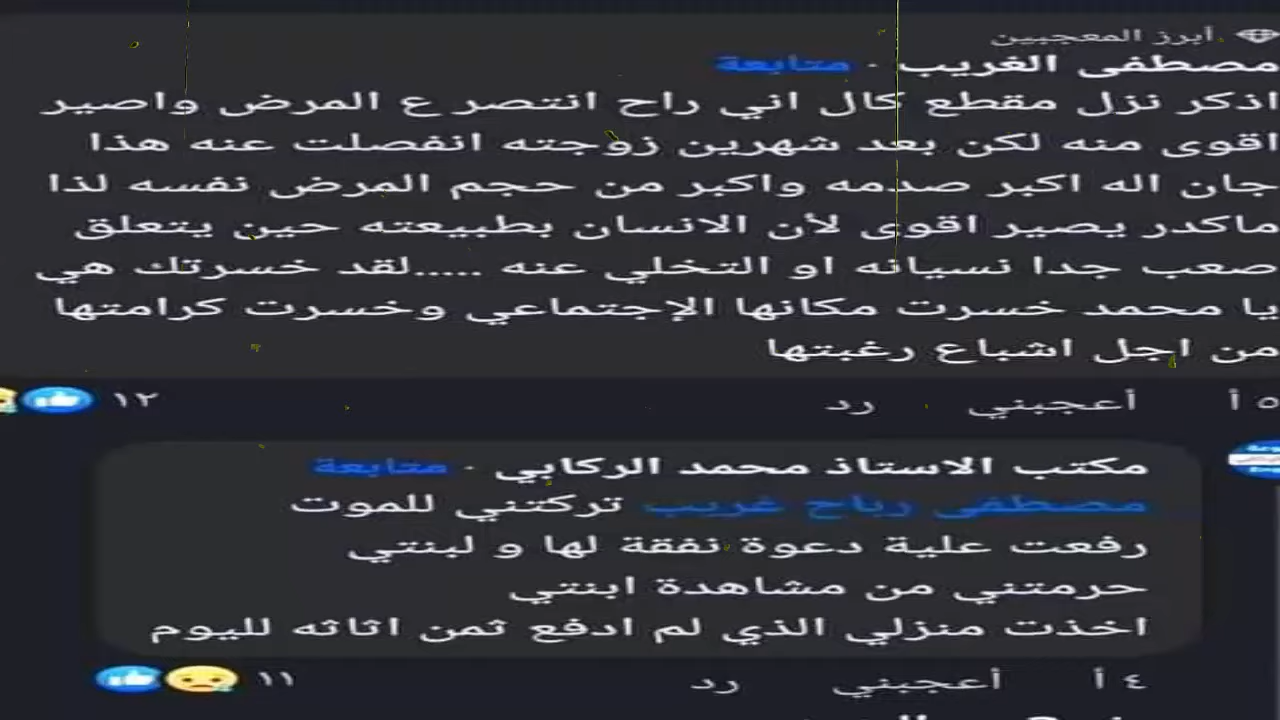 أبرز المعجبين
مصطفى الغريب · متابعة
اذكر نزل مقطع كال اني راح انتصر ع المرض واصير
اقوى منه لكن بعد شهرين زوجته انفصلت عنه هذا
جان اله اكبر صدمه واكبر من حجم المرض نفسه لذا
ماكدر يصير اقوى لأن الانسان بطبيعته حين يتعلق
صعب جدا نسيانه او التخلي عنه .....لقد خسرتك هي
يا محمد خسرت مكانها الإجتماعي وخسرت كرامتها
من اجل اشباع رغبتها
٥ أ أعجبني رد ١٢
مكتب الاستاذ محمد الركابي · متابعة
مصطفى رباح غريب تركتني للموت
رفعت علية دعوة نفقة لها و لبنتي
حرمتني من مشاهدة ابنتي
اخذت منزلي الذي لم ادفع ثمن اثاثه لليوم
٤ أ أعجبني رد ١١